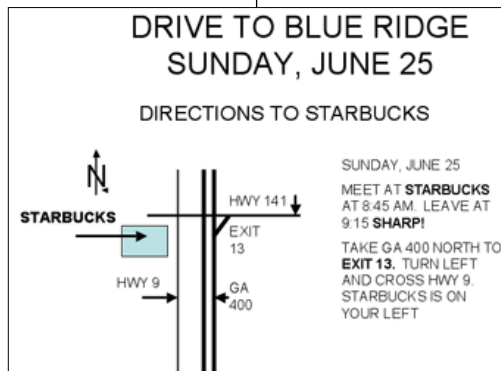 DRIVE TO BLUE RIDGE
SUNDAY, JUNE 25
DIRECTIONS TO STARBUCKS
N
STARBUCKS
HWY 141
EXIT
13
HWY 9
GA
400
SUNDAY, JUNE 25
MEET AT STARBUCKS
AT 8:45 AM. LEAVE AT
9:15 SHARP!
TAKE GA 400 NORTH TO
EXIT 13. TURN LEFT
AND CROSS HWY 9.
STARBUCKS IS ON
YOUR LEFT